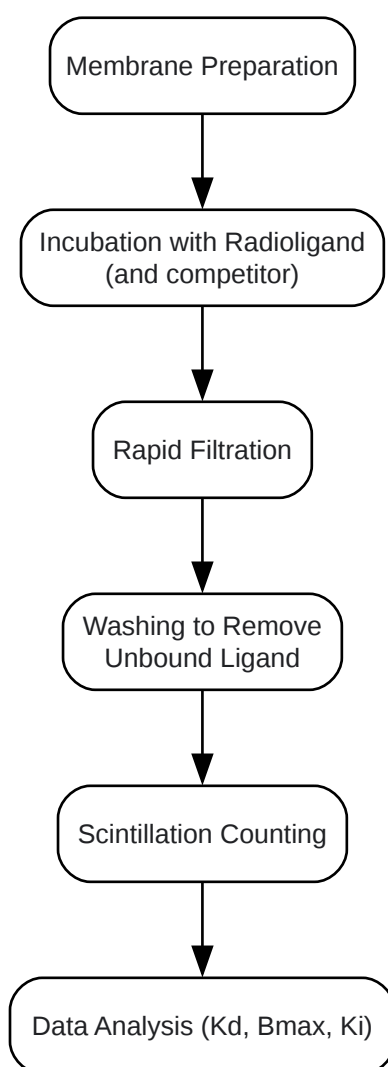 Membrane Preparation
Incubation with Radioligand
(and competitor)
Rapid Filtration
Washing to Remove
Unbound Ligand
Scintillation Counting
Data Analysis (Kd, Bmax, Ki)